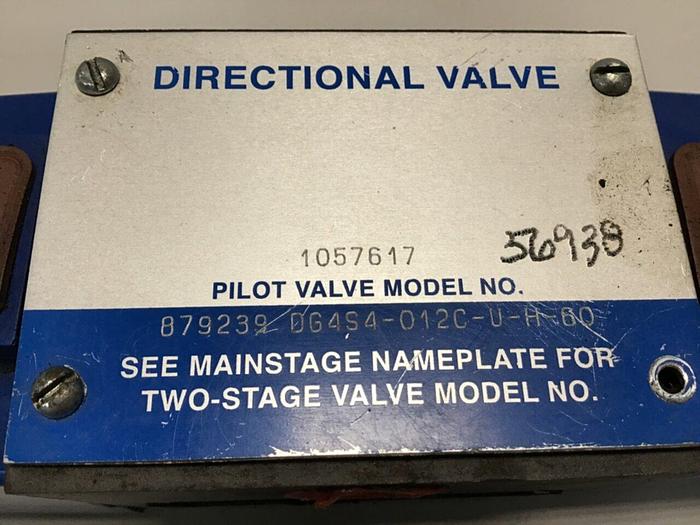 DIRECTIONAL VALVE
1057617 56938
PILOT VALVE MODEL NO.
879239 DG4S4-012C-U-H-60
SEE MAINSTAGE NAMEPLATE FOR
TWO-STAGE VALVE MODEL NO.